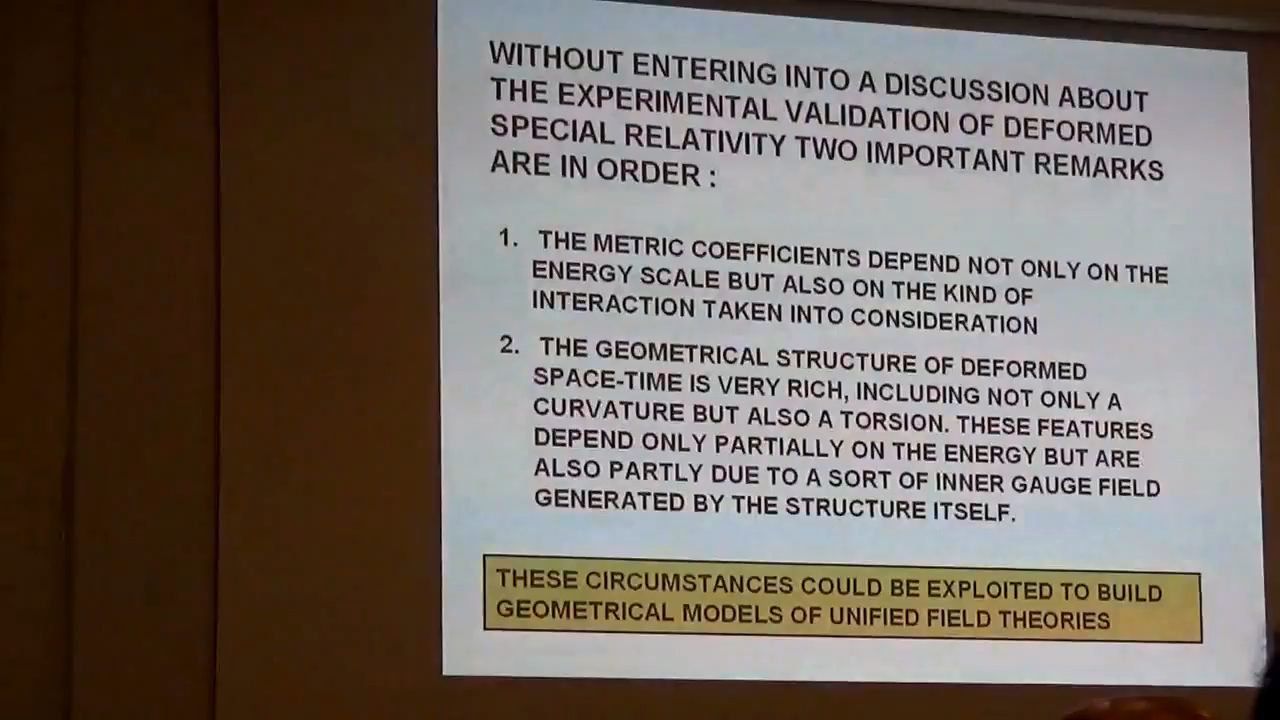 WITHOUT ENTERING INTO A DISCUSSION ABOUT
THE EXPERIMENTAL VALIDATION OF DEFORMED
SPECIAL RELATIVITY TWO IMPORTANT REMARKS
ARE IN ORDER :
1. THE METRIC COEFFICIENTS DEPEND NOT ONLY ON THE
ENERGY SCALE BUT ALSO ON THE KIND OF
INTERACTION TAKEN INTO CONSIDERATION
2. THE GEOMETRICAL STRUCTURE OF DEFORMED
SPACE-TIME IS VERY RICH, INCLUDING NOT ONLY A
CURVATURE BUT ALSO A TORSION. THESE FEATURES
DEPEND ONLY PARTIALLY ON THE ENERGY BUT ARE
ALSO PARTLY DUE TO A SORT OF INNER GAUGE FIELD
GENERATED BY THE STRUCTURE ITSELF.
THESE CIRCUMSTANCES COULD BE EXPLOITED TO BUILD
GEOMETRICAL MODELS OF UNIFIED FIELD THEORIES